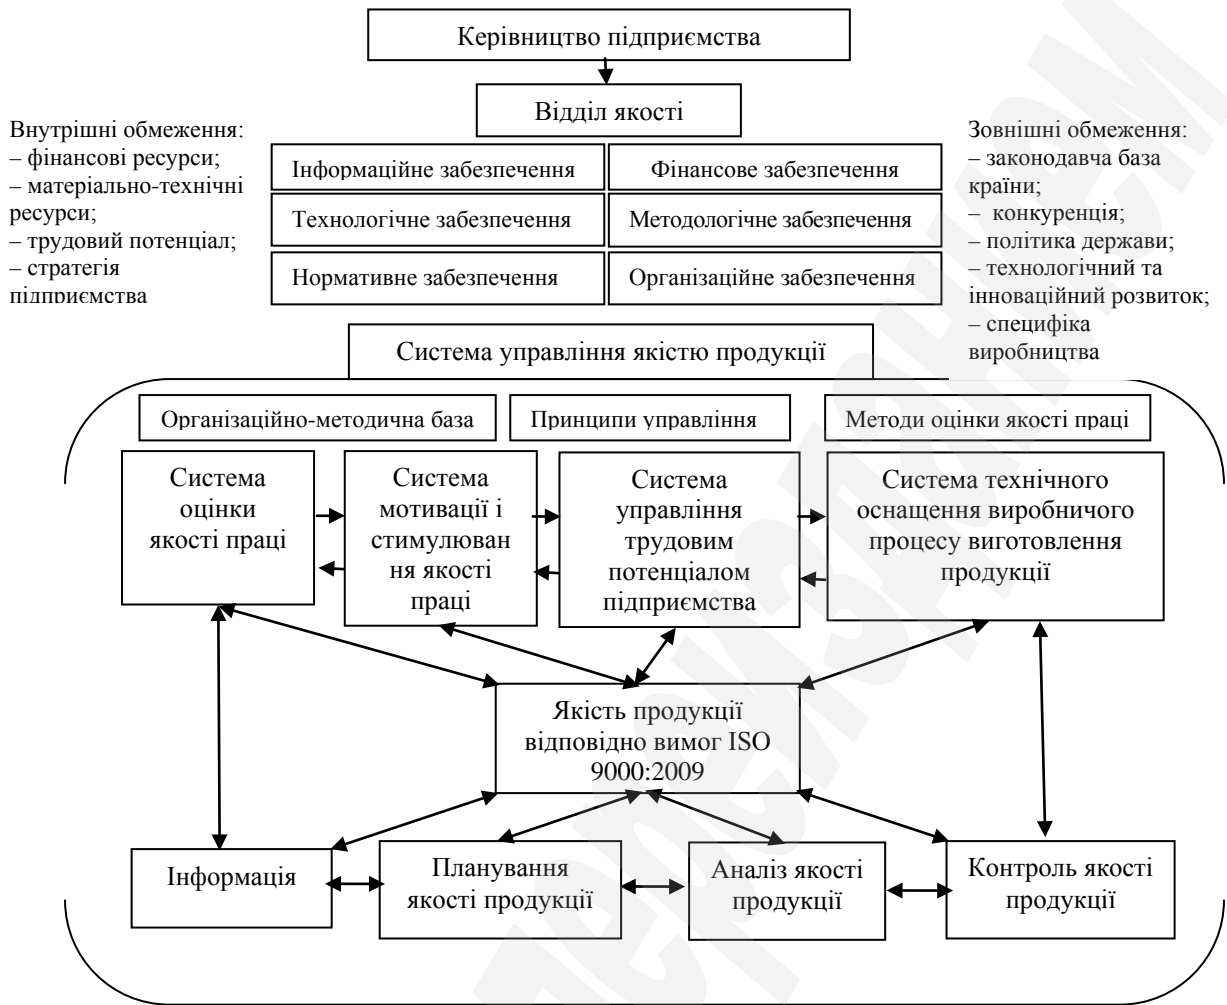 Керівництво підприємства
Відділ якості
Внутрішні обмеження:
– фінансові ресурси;
– матеріально-технічні
ресурси;
– трудовий потенціал;
– стратегія
підприємства
Інформаційне забезпечення
Фінансове забезпечення
Технологічне забезпечення
Методологічне забезпечення
Нормативне забезпечення
Організаційне забезпечення
Зовнішні обмеження:
– законодавча база
країни;
– конкуренція;
– політика держави;
– технологічний та
інноваційний розвиток;
– специфіка
виробництва
Система управління якістю продукції
Організаційно-методична база
Принципи управління
Методи оцінки якості праці
Система
оцінки
якості праці
Система
мотивації і
стимулюван
ня якості
праці
Система
управління
трудовим
потенціалом
підприємства
Система технічного
оснащення виробничого
процесу виготовлення
продукції
Якість продукції
відповідно вимог ISO
9000:2009
Інформація
Планування
якості продукції
Аналіз якості
продукції
Контроль якості
продукції